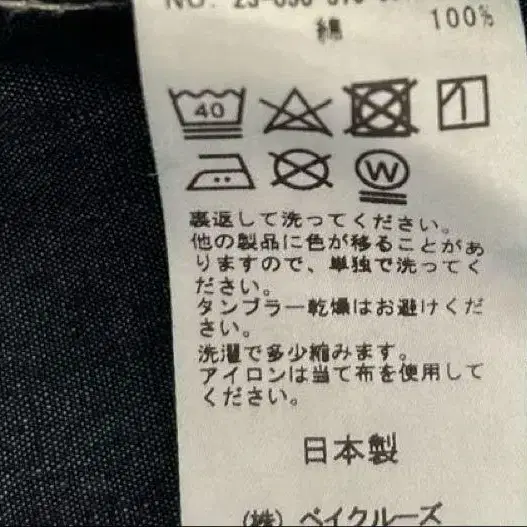 綿 100%
40
W
裏返して洗ってください。
他の製品に色が移ることがあ
りますので、単独で洗ってく
ださい。
タンブラー乾燥はお避けくだ
さい。
洗濯で多少縮みます。
アイロンは当て布を使用して
ください。
日本製
(株) ベイクルーズ